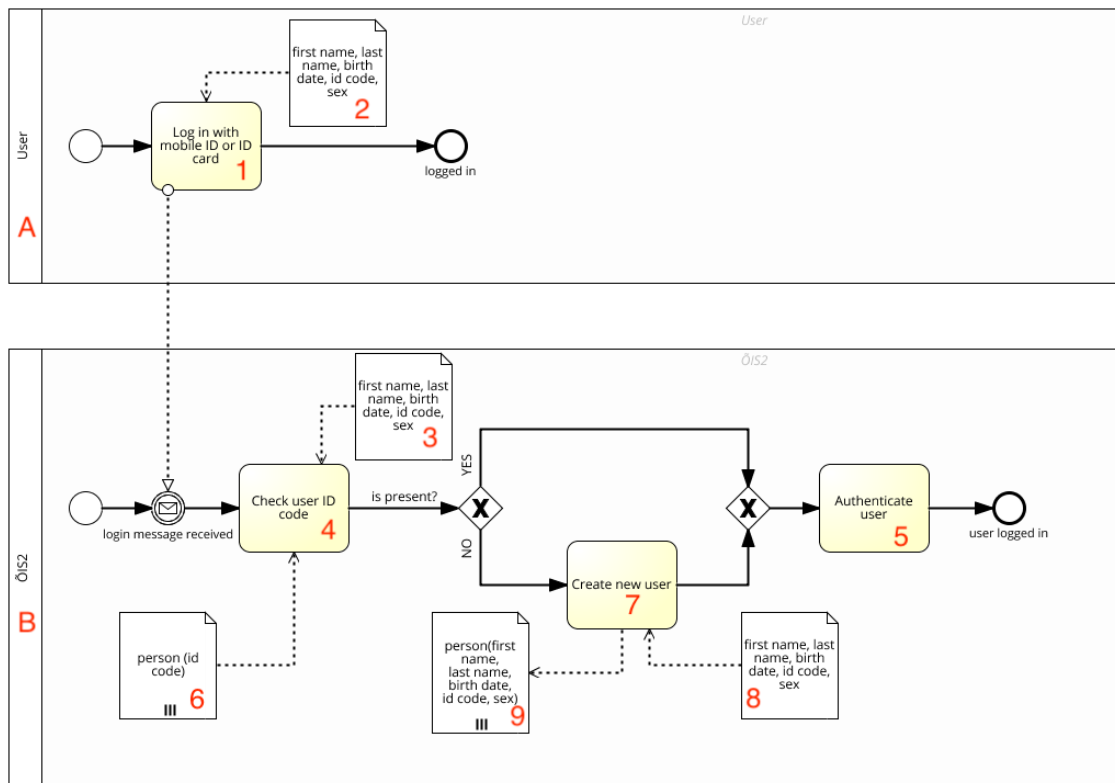 User
User
A
first name, last
name, birth
date, id code,
sex
2
Log in with
mobile ID or ID
card
1
logged in
ÕIS2
ÕIS2
B
first name, last
name, birth
date, id code,
sex
3
login message received
Check user ID
code
4
is present?
YES
NO
Authenticate
user
5
user logged in
Create new user
7
person (id
code)
6
person(first
name,
last name,
birth date,
id code, sex)
9
first name, last
name, birth
date, id code,
sex
8